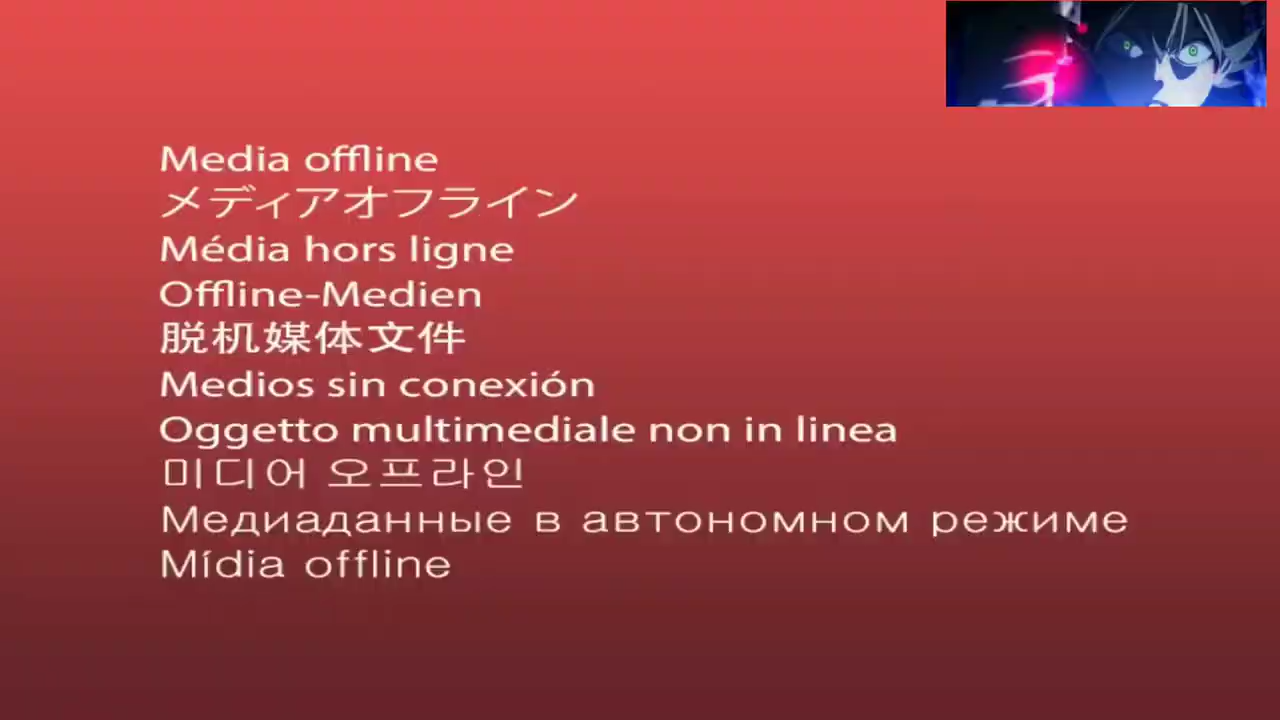 Media offline
メディアオフライン
Média hors ligne
Offline-Medien
脱机媒体文件
Medios sin conexión
Oggetto multimediale non in linea
미디어 오프라인
Медиаданные в автономном режиме
Mídia offline